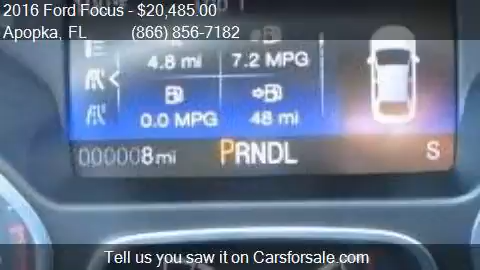 2016 Ford Focus - $20,485.00
Apopka, FL (866) 856-7182
4.8 mi 7.2 MPG
0.0 MPG 48 mi
000008mi PRNDL S
Tell us you saw it on Carsforsale.com